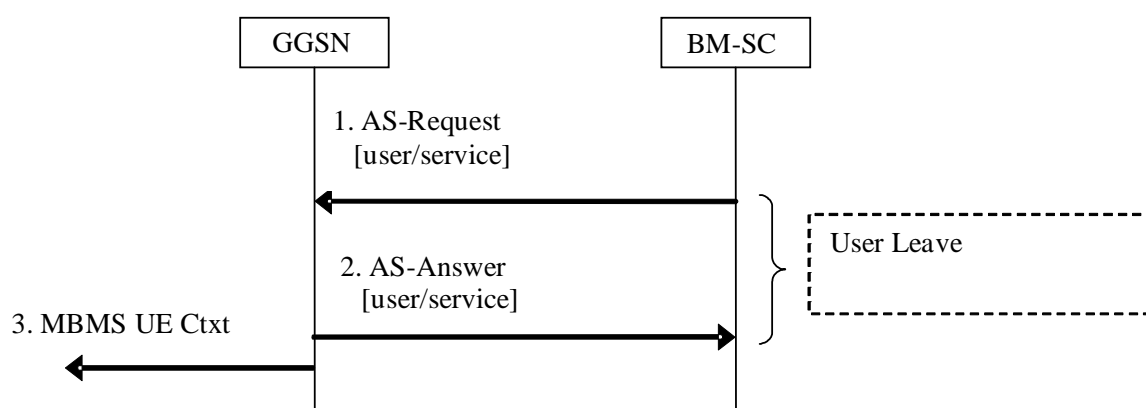 GGSN
BM-SC
1. AS-Request
[user/service]
User Leave
2. AS-Answer
[user/service]
3. MBMS UE Ctxt